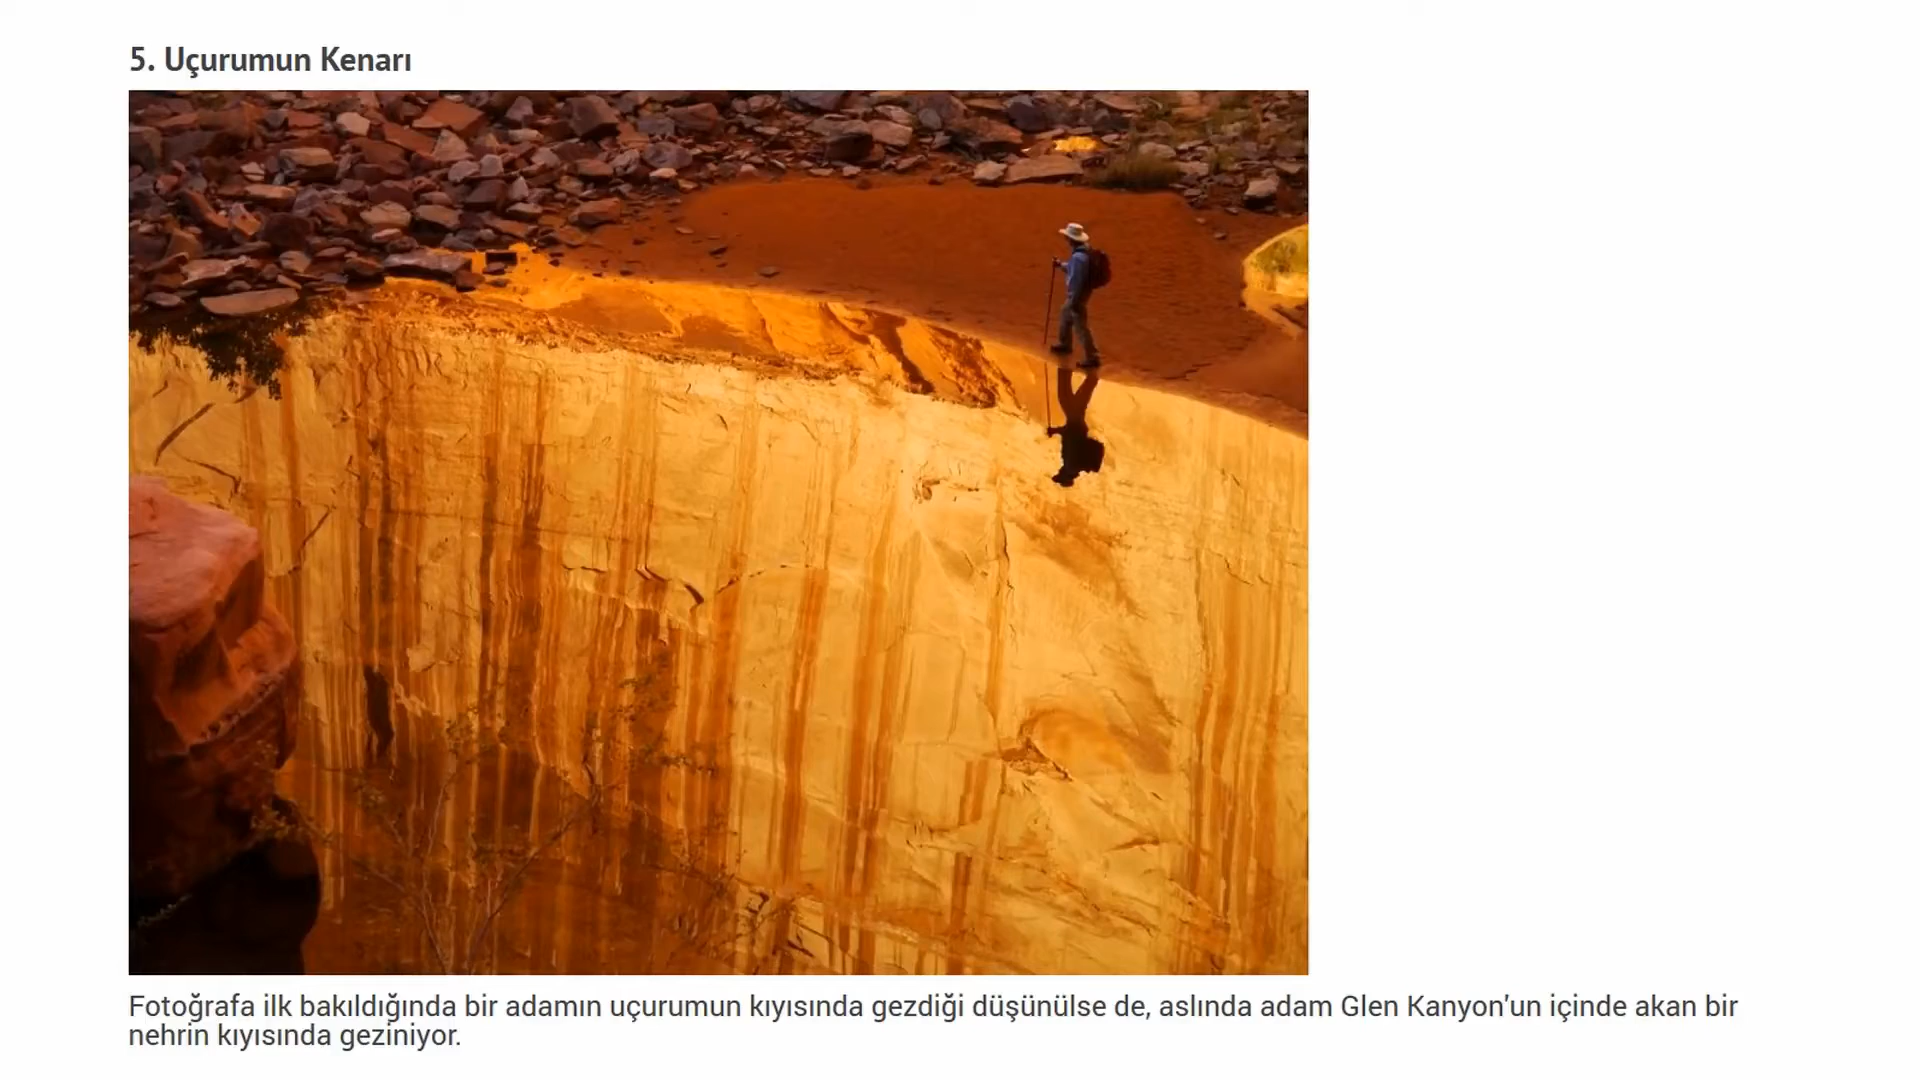 5. Uçurumun Kenarı
Fotoğrafa ilk bakıldığında bir adamın uçurumun kıyısında gezdiği düşünülse de, aslında adam Glen Kanyon'un içinde akan bir
nehrin kıyısında geziniyor.